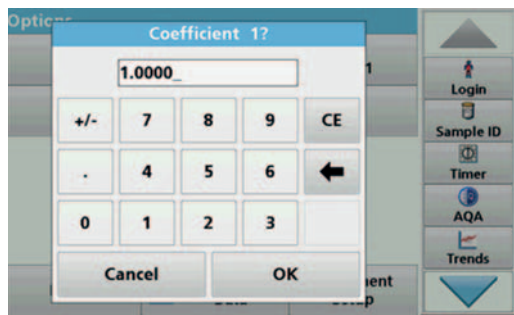 Options
Coefficient 1?
1.0000_
1
+/- 7 8 9 CE
. 4 5 6
0 1 2 3
Cancel OK
Login
Sample ID
Timer
AQA
Trends